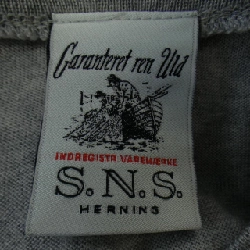 Garanteret ren Uld
INDREGISTR. VAREMÆRKE
S.N.S.
HERNING